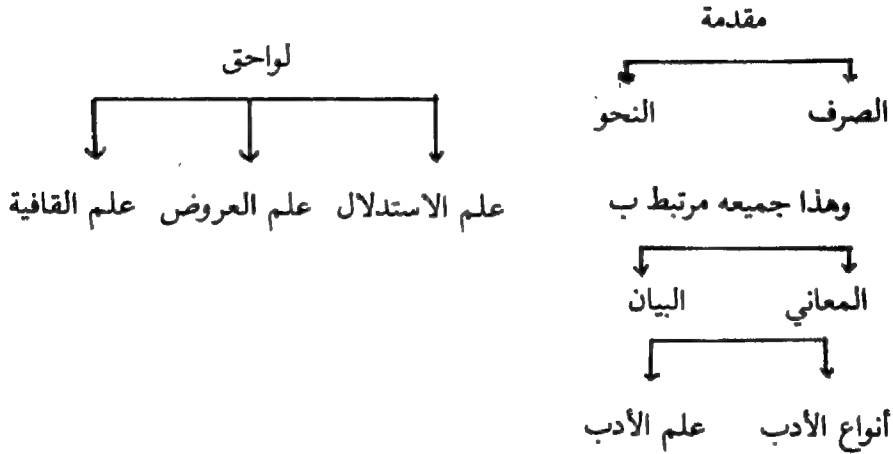 مقدمة
الصرف النحو
وهذا جميعه مرتبط ب
المعاني البيان
أنواع الأدب علم الأدب
لواحق
علم الاستدلال علم العروض علم القافية